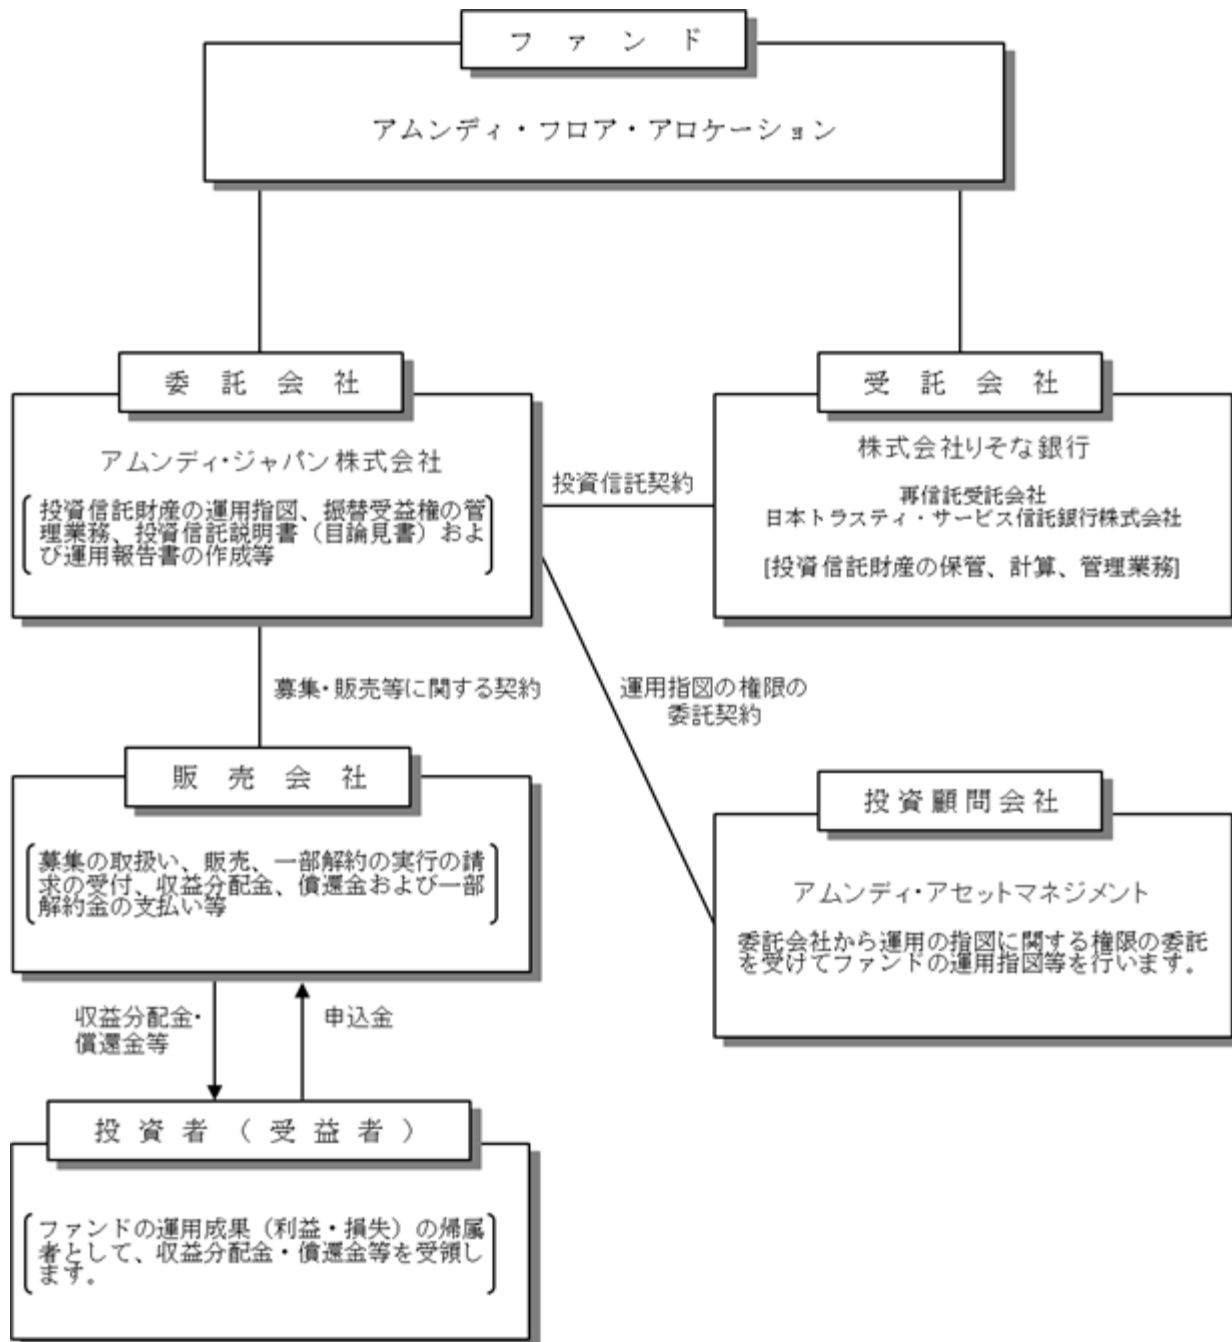 ファンド
アムンディ・フロア・アロケーション
委託会社
アムンディ・ジャパン株式会社
投資信託財産の運用指図、振替受益権の管
理業務、投資信託説明書（目論見書）およ
び運用報告書の作成等
投資信託契約
受託会社
株式会社りそな銀行
再信託受託会社
日本トラスティ・サービス信託銀行株式会社
[投資信託財産の保管、計算、管理業務]
募集・販売等に関する契約
運用指図の権限の
委託契約
販売会社
募集の取扱い、販売、一部解約の実行の請
求の受付、収益分配金、償還金および一部
解約金の支払い等
投資顧問会社
アムンディ・アセットマネジメント
委託会社から運用の指図に関する権限の委託
を受けてファンドの運用指図等を行います。
収益分配金・
償還金等
申込金
投資者（受益者）
ファンドの運用成果（利益・損失）の帰属
者として、収益分配金・償還金等を受領し
ます。